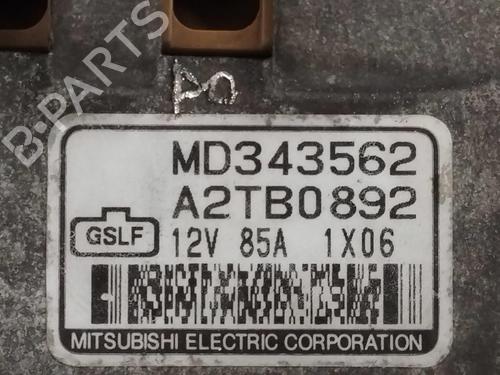 B-PARTS
MD343562
A2TB0892
GSLF
12V 85A 1X06
MITSUBISHI ELECTRIC CORPORATION